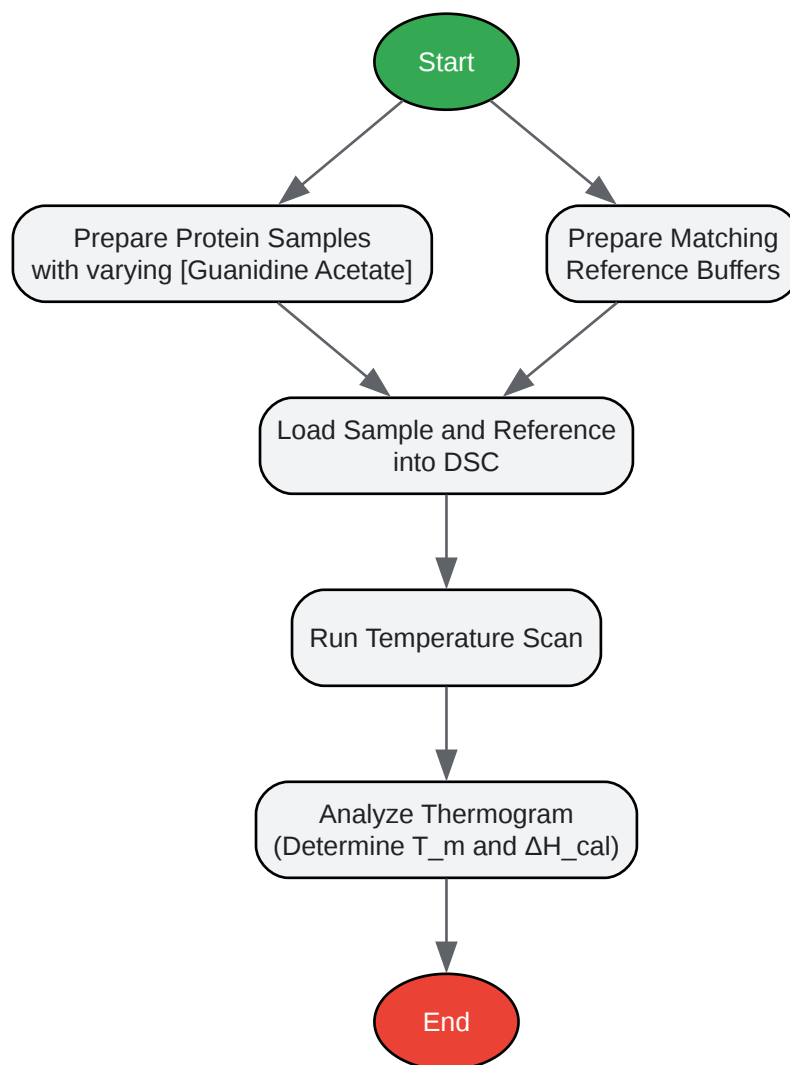 Start
Prepare Protein Samples
with varying [Guanidine Acetate]
Prepare Matching
Reference Buffers
Load Sample and Reference
into DSC
Run Temperature Scan
Analyze Thermogram
(Determine T_m and ΔH_cal)
End